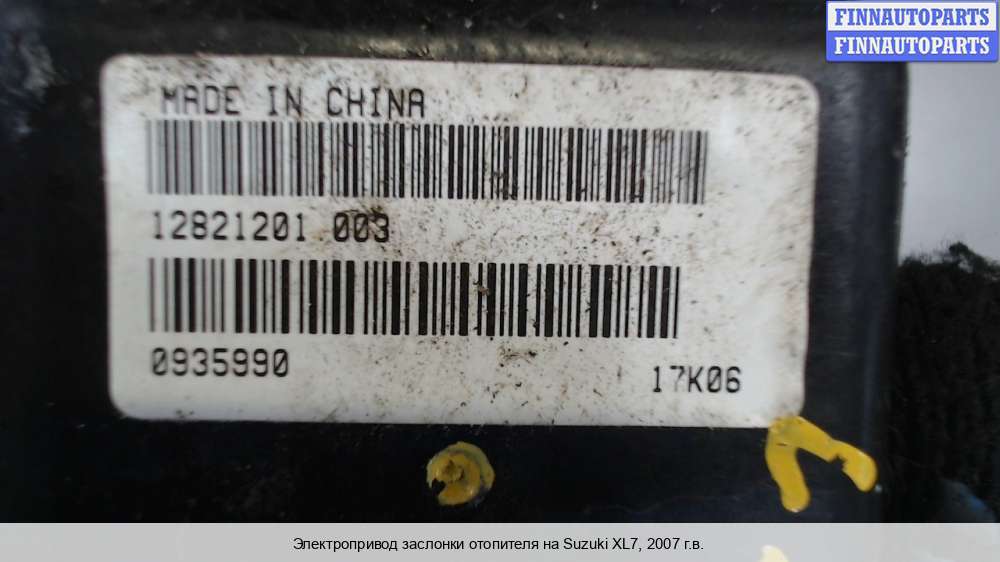 FINNAUTOPARTS
FINNAUTOPARTS
MADE IN CHINA
12821201 003
0935990
17K06
Электропривод заслонки отопителя на Suzuki XL7, 2007 г.в.